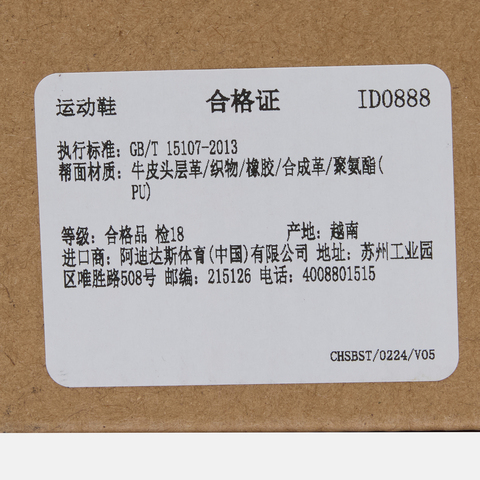 运动鞋 合格证 ID0888
执行标准: GB/T 15107-2013
帮面材质: 牛皮头层革/织物/橡胶/合成革/聚氨酯(
PU)
等级: 合格品 检18 产地: 越南
进口商: 阿迪达斯体育(中国)有限公司 地址: 苏州工业园
区唯胜路508号 邮编: 215126 电话: 4008801515
CHSBST/0224/V05